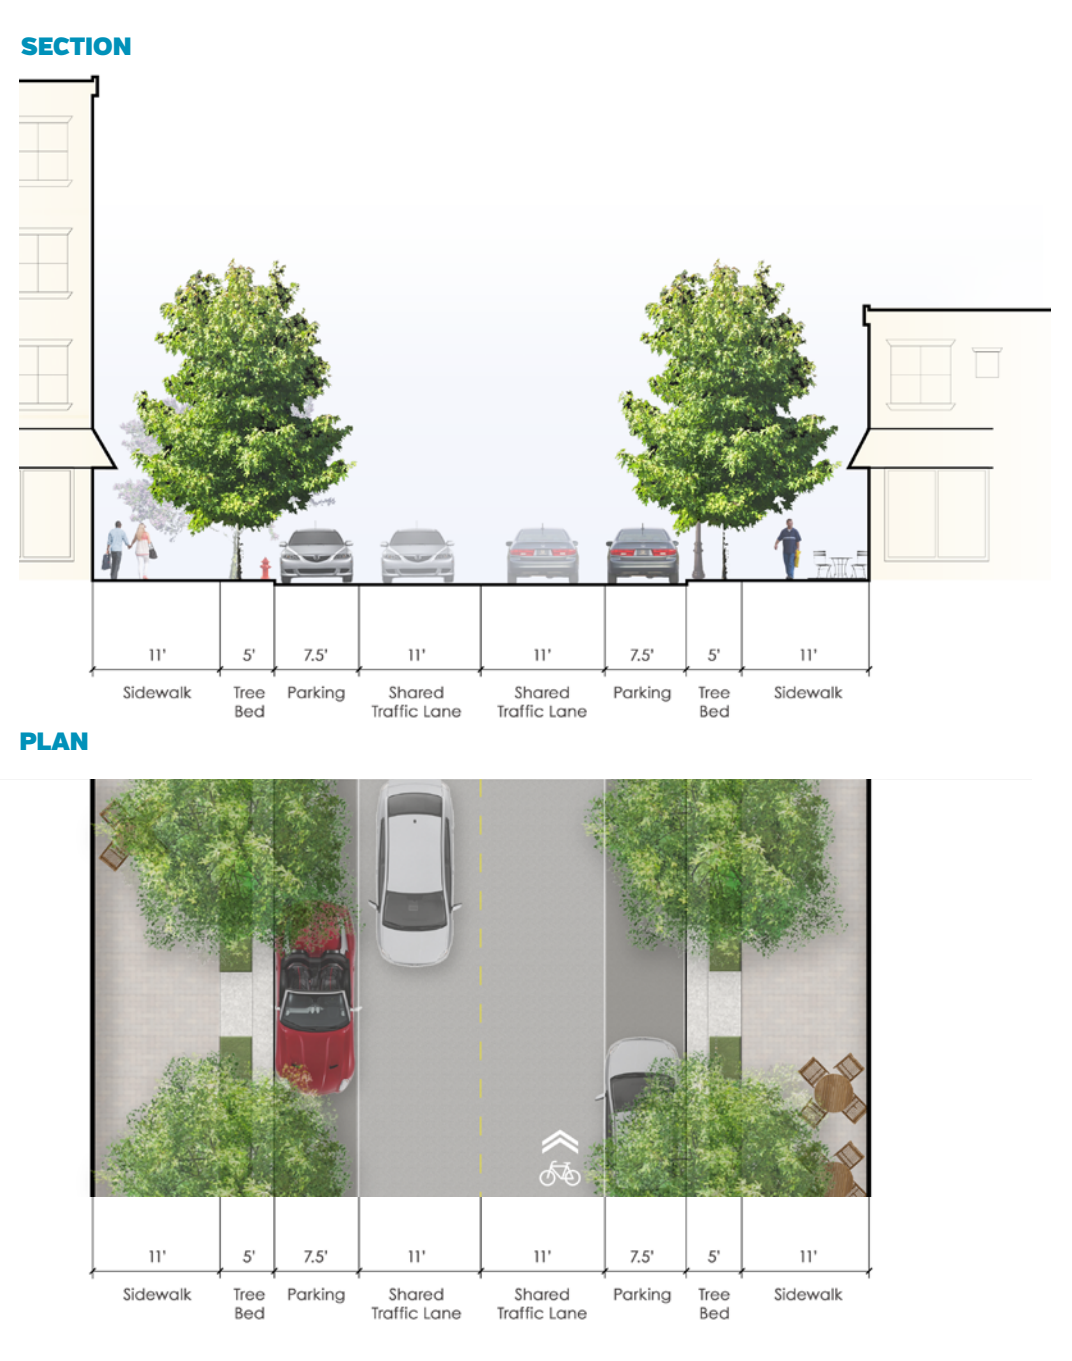 SECTION
11' 5' 7.5' 11' 11' 7.5' 5' 11'
Sidewalk Tree Parking Shared Shared Parking Tree Sidewalk
Bed Traffic Lane Traffic Lane Bed
PLAN
11' 5' 7.5' 11' 11' 7.5' 5' 11'
Sidewalk Tree Parking Shared Shared Parking Tree Sidewalk
Bed Traffic Lane Traffic Lane Bed